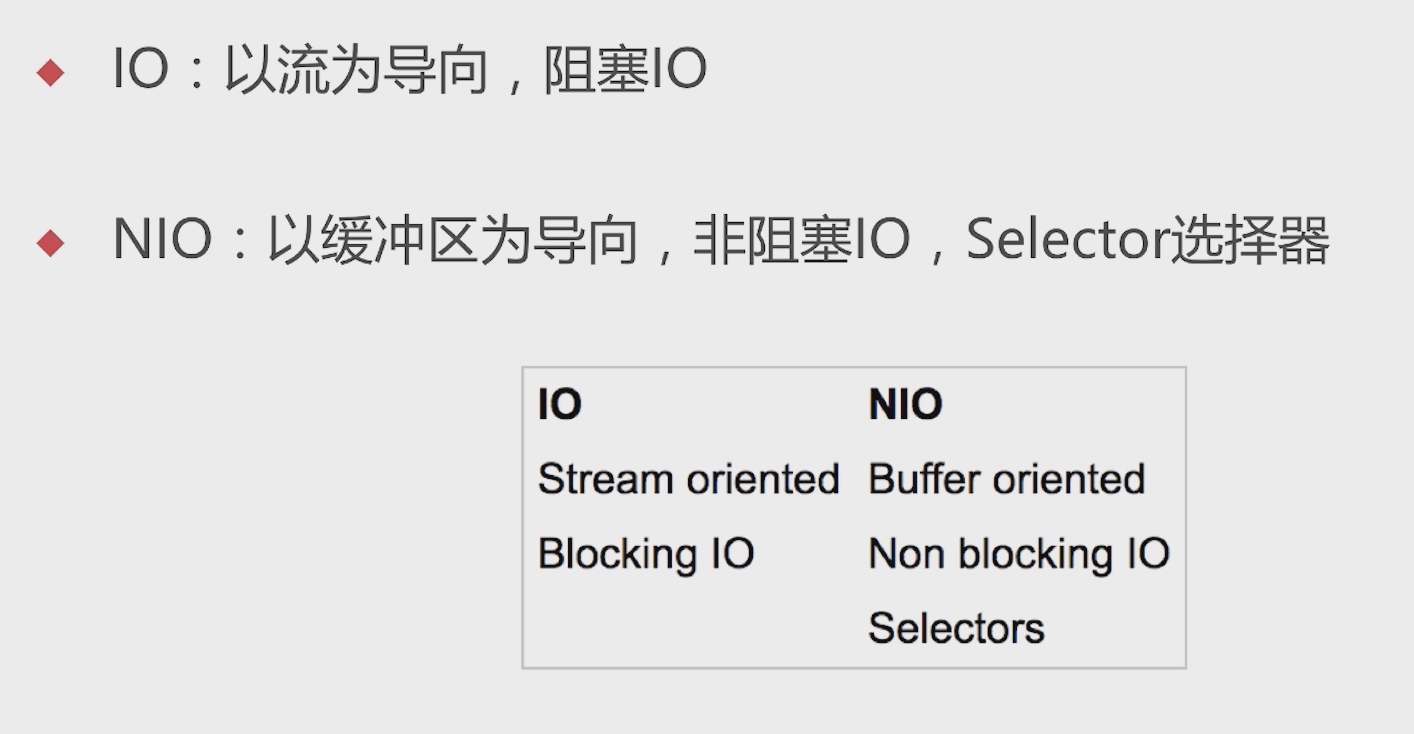 IO：以流为导向，阻塞IO
NIO：以缓冲区为导向，非阻塞IO，Selector选择器
IO NIO
Stream oriented Buffer oriented
Blocking IO Non blocking IO
Selectors